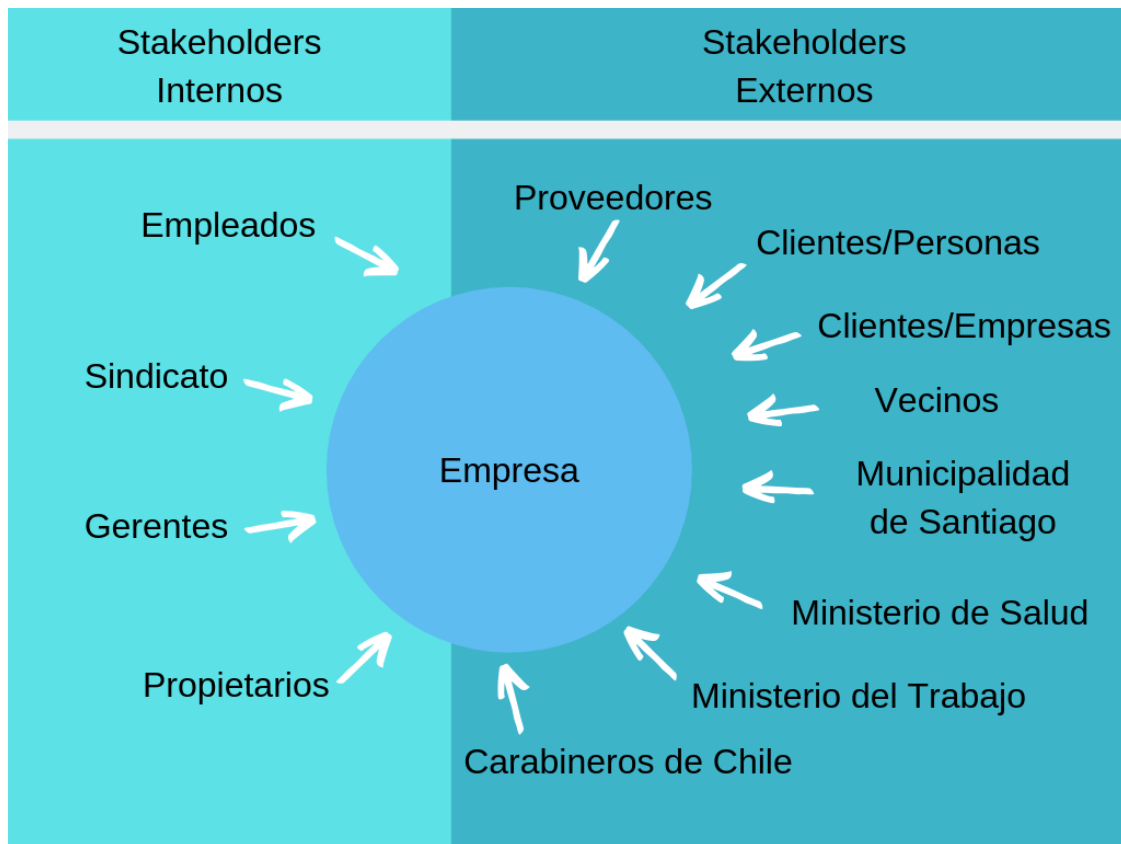 Stakeholders
Internos
Stakeholders
Externos
Empleados
Sindicato
Gerentes
Propietarios
Empresa
Proveedores
Clientes/Personas
Clientes/Empresas
Vecinos
Municipalidad
de Santiago
Ministerio de Salud
Ministerio del Trabajo
Carabineros de Chile